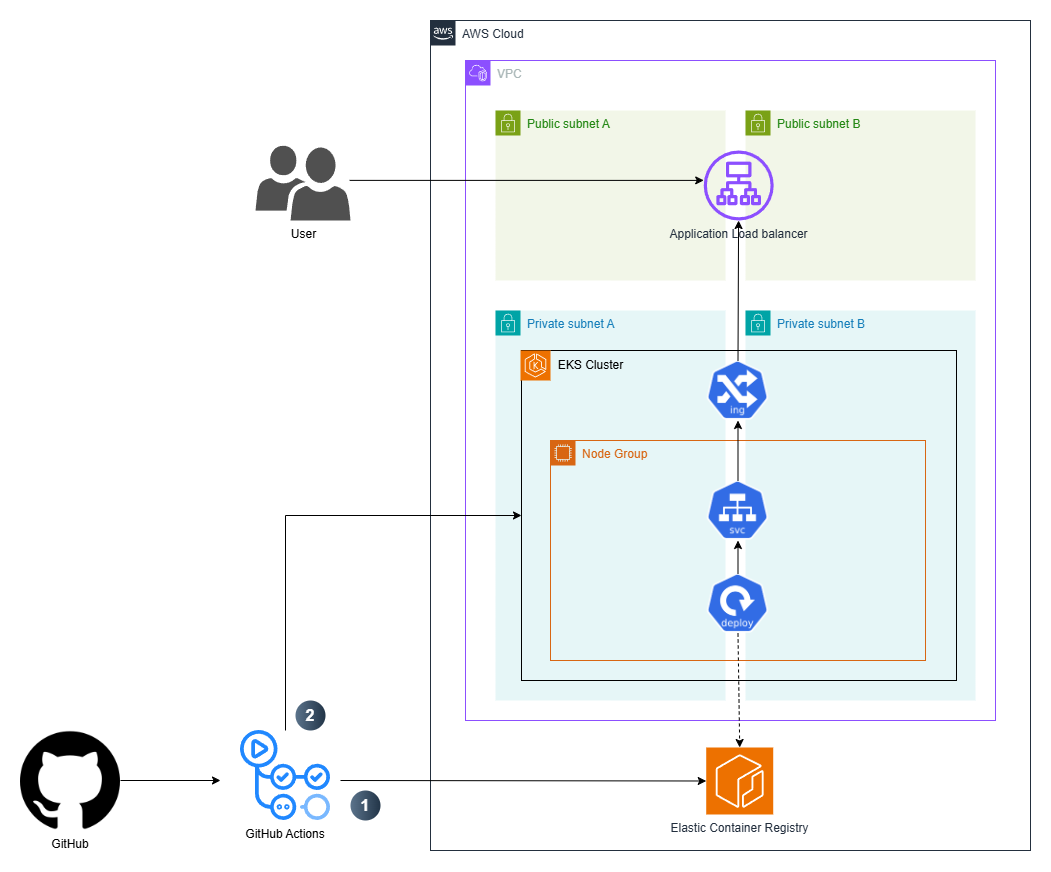 aws
AWS Cloud
VPC
Public subnet A
Public subnet B
User
Application Load balancer
Private subnet A
Private subnet B
K
EKS Cluster
ing
Node Group
svc
deploy
2
1
GitHub
GitHub Actions
Elastic Container Registry